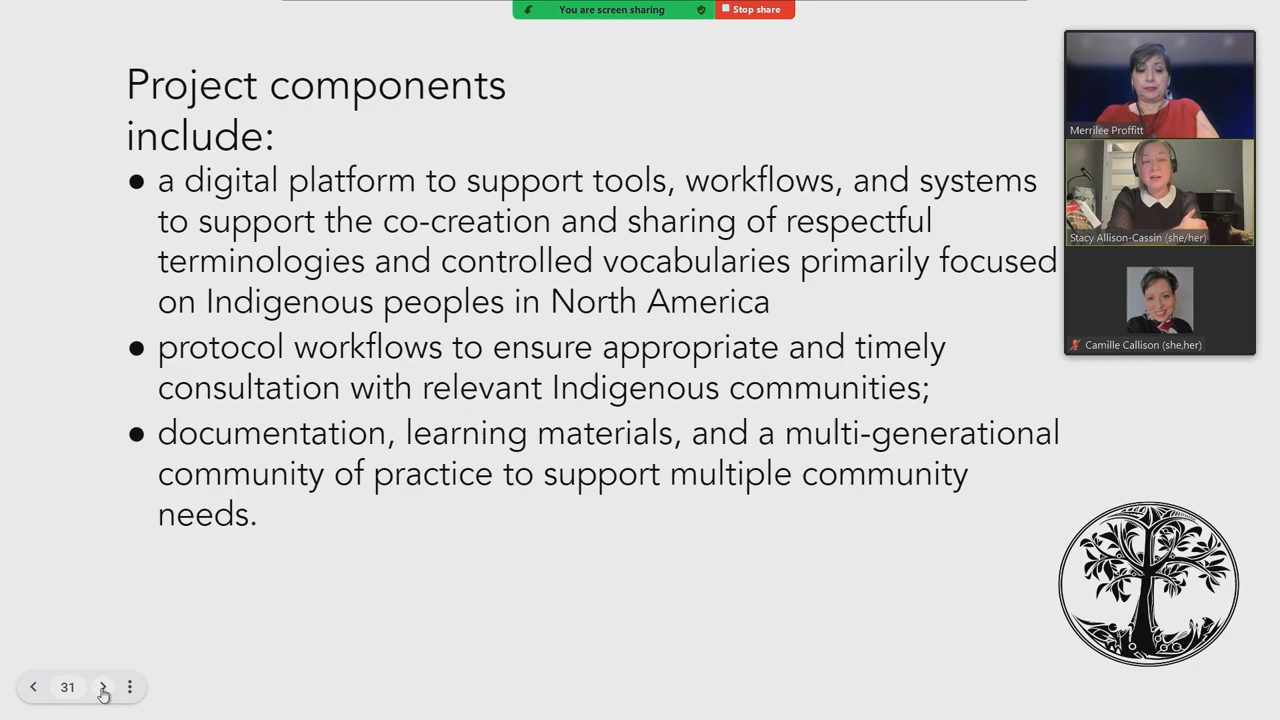 You are screen sharing
Stop share
Project components
include:
● a digital platform to support tools, workflows, and systems
to support the co-creation and sharing of respectful
terminologies and controlled vocabularies primarily focused
on Indigenous peoples in North America
● protocol workflows to ensure appropriate and timely
consultation with relevant Indigenous communities;
● documentation, learning materials, and a multi-generational
community of practice to support multiple community
needs.
Merrilee Proffitt
Stacy Allison-Cassin (she/her)
Camille Callison (she,her)
31